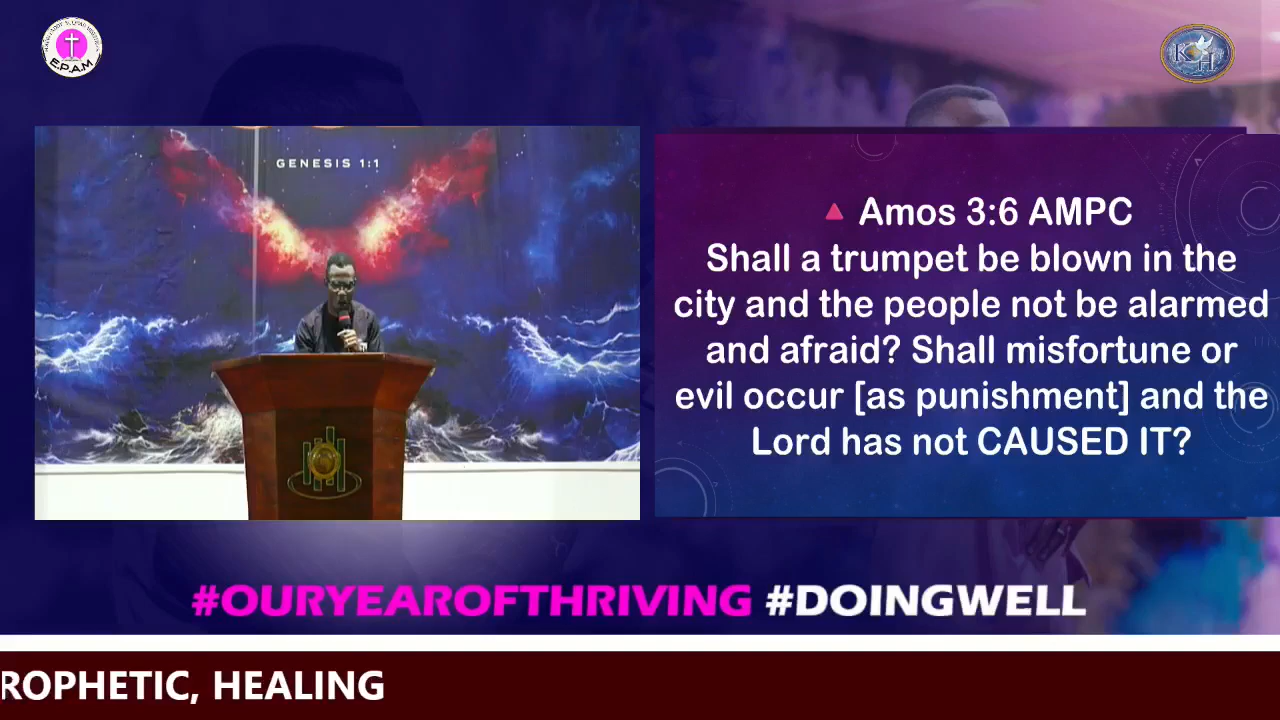 E.P.A.M
K H
GENESIS 1:1
Amos 3:6 AMPC
Shall a trumpet be blown in the
city and the people not be alarmed
and afraid? Shall misfortune or
evil occur [as punishment] and the
Lord has not CAUSED IT?
#OURYEAROFTHRIVING #DOINGWELL
ROPHETIC, HEALING